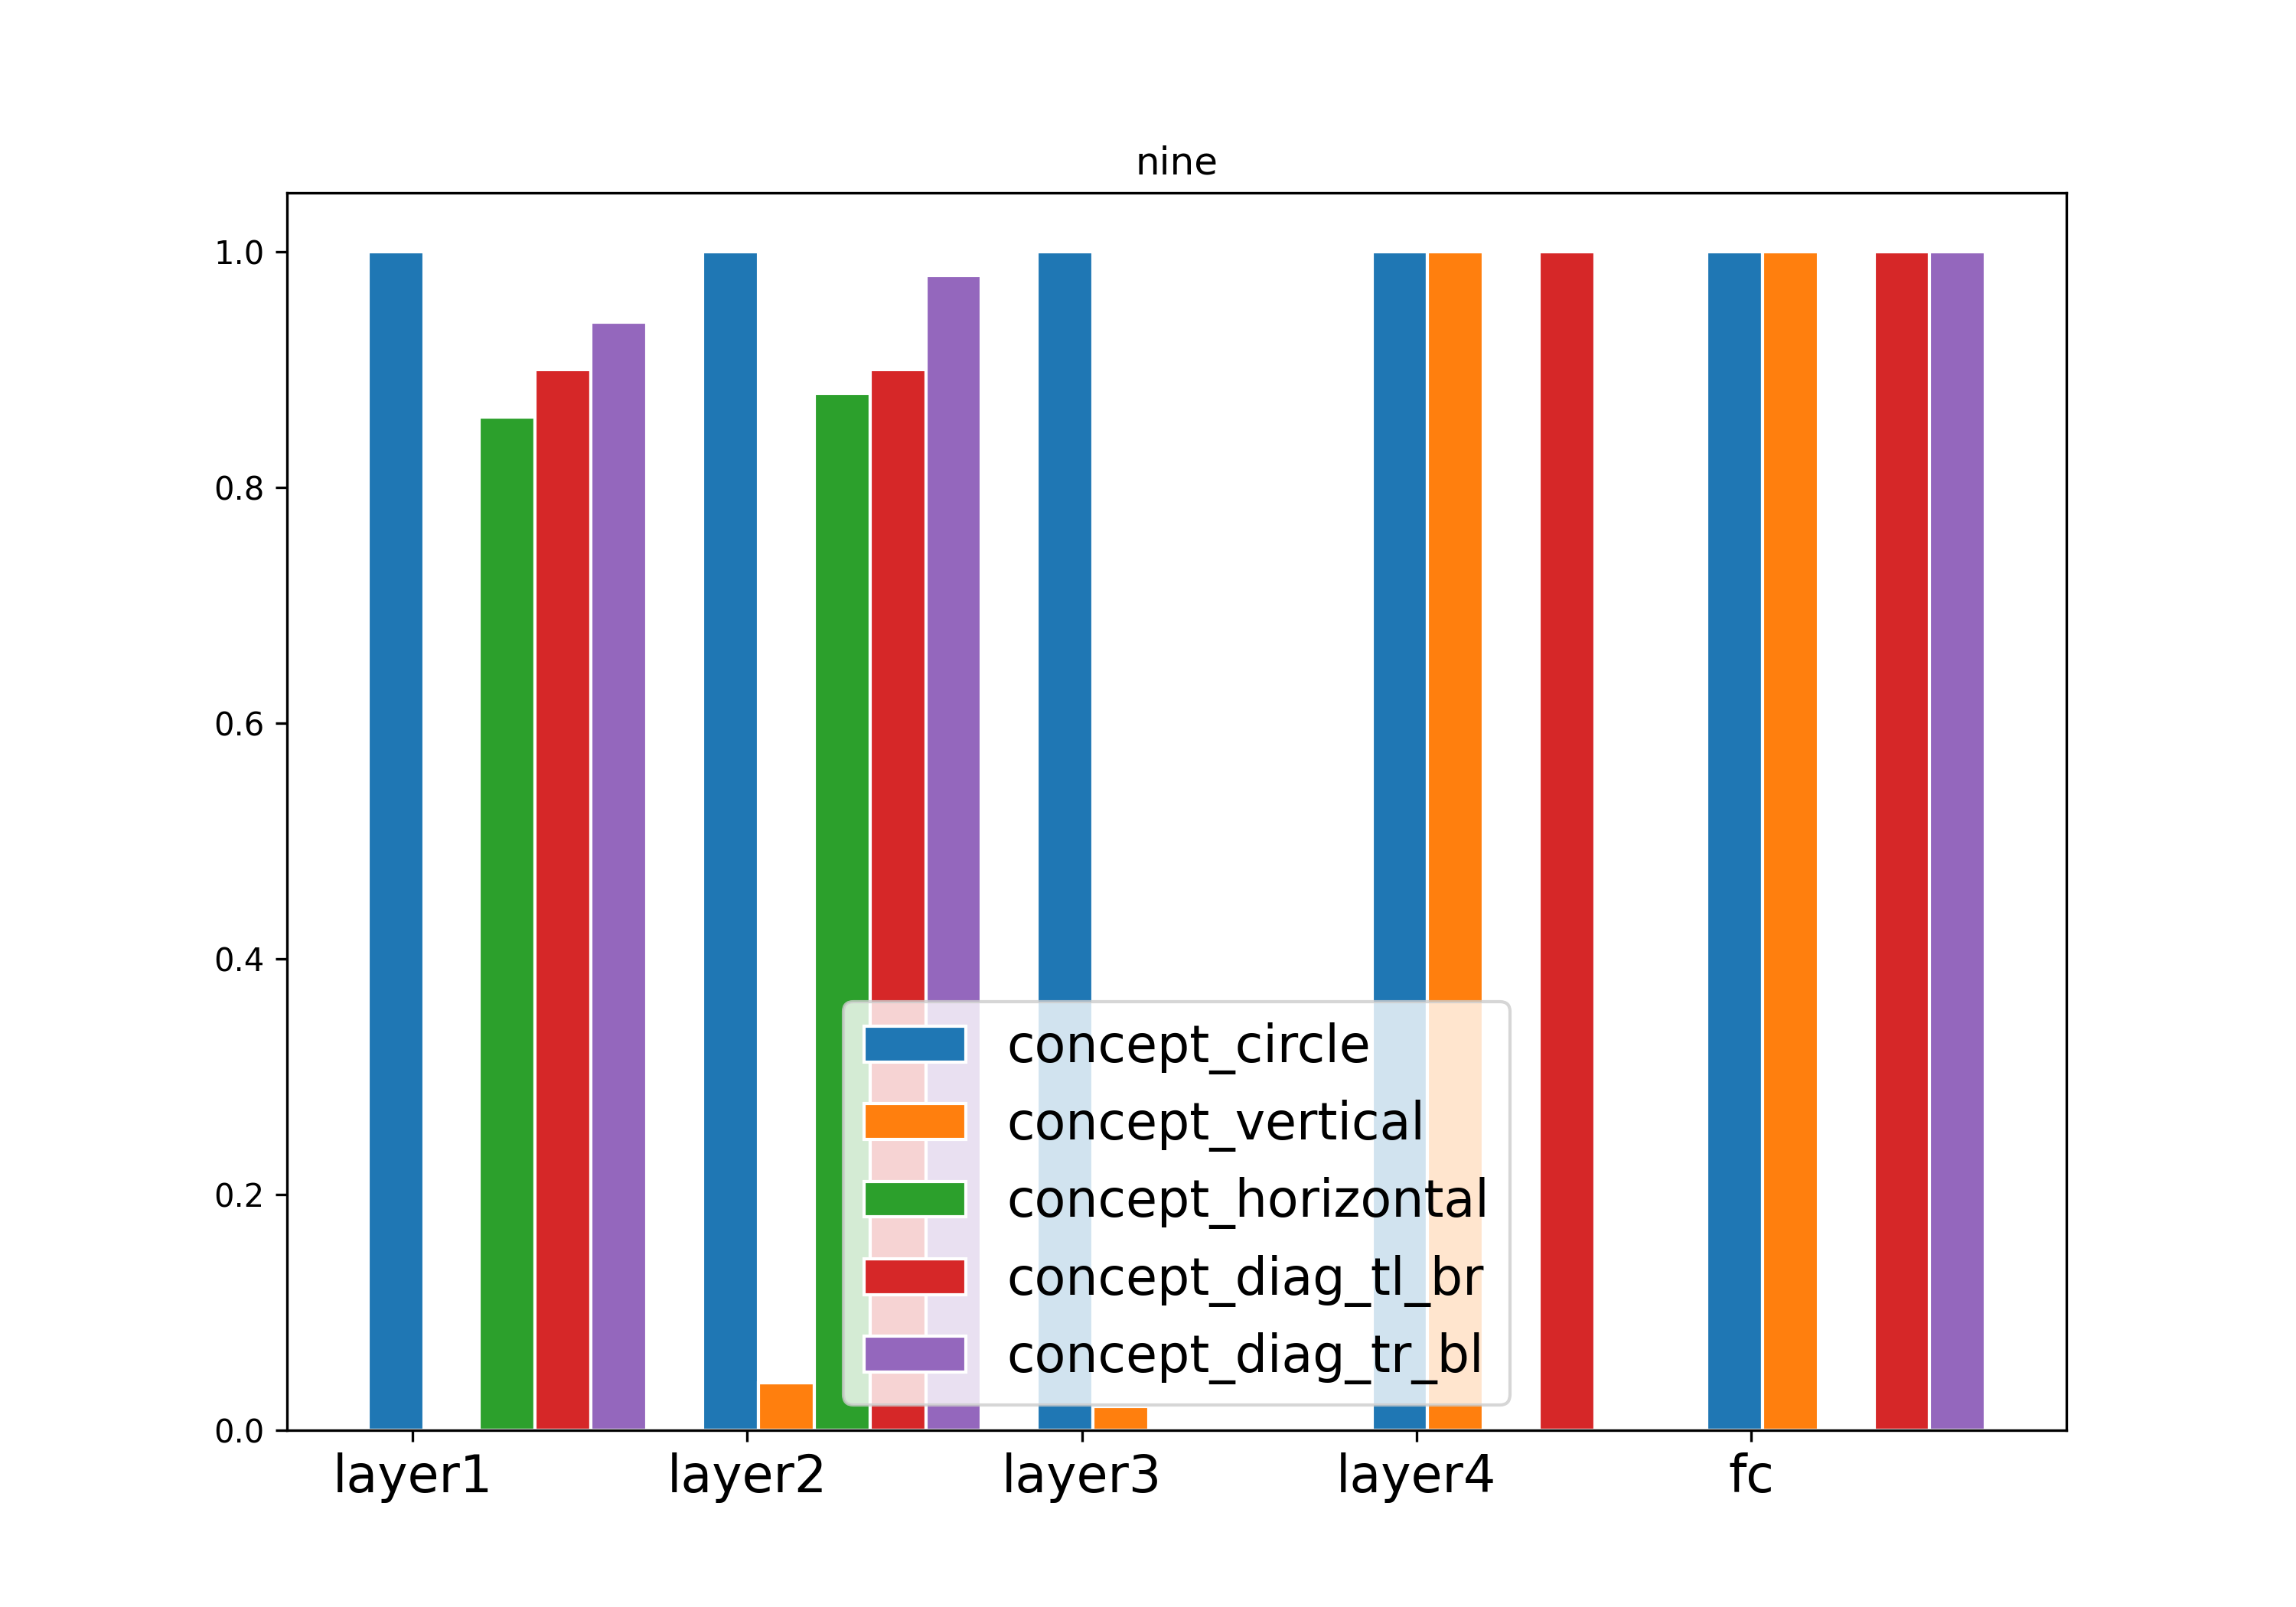 nine
1.0
0.8
0.6
0.4
0.2
0.0
concept_circle
concept_vertical
concept_horizontal
concept_diag_tl_br
concept_diag_tr_bl
layer1 layer2 layer3 layer4 fc